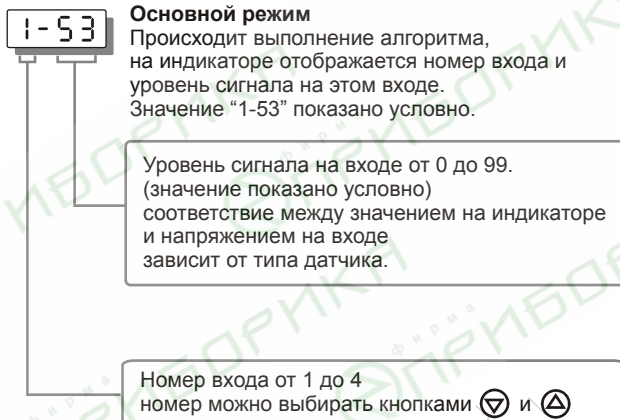 1-53
Основной режим
Происходит выполнение алгоритма,
на индикаторе отображается номер входа и
уровень сигнала на этом входе.
Значение “1-53” показано условно.
Уровень сигнала на входе от 0 до 99.
(значение показано условно)
соответствие между значением на индикаторе
и напряжением на входе
зависит от типа датчика.
Номер входа от 1 до 4
номер можно выбирать кнопками и